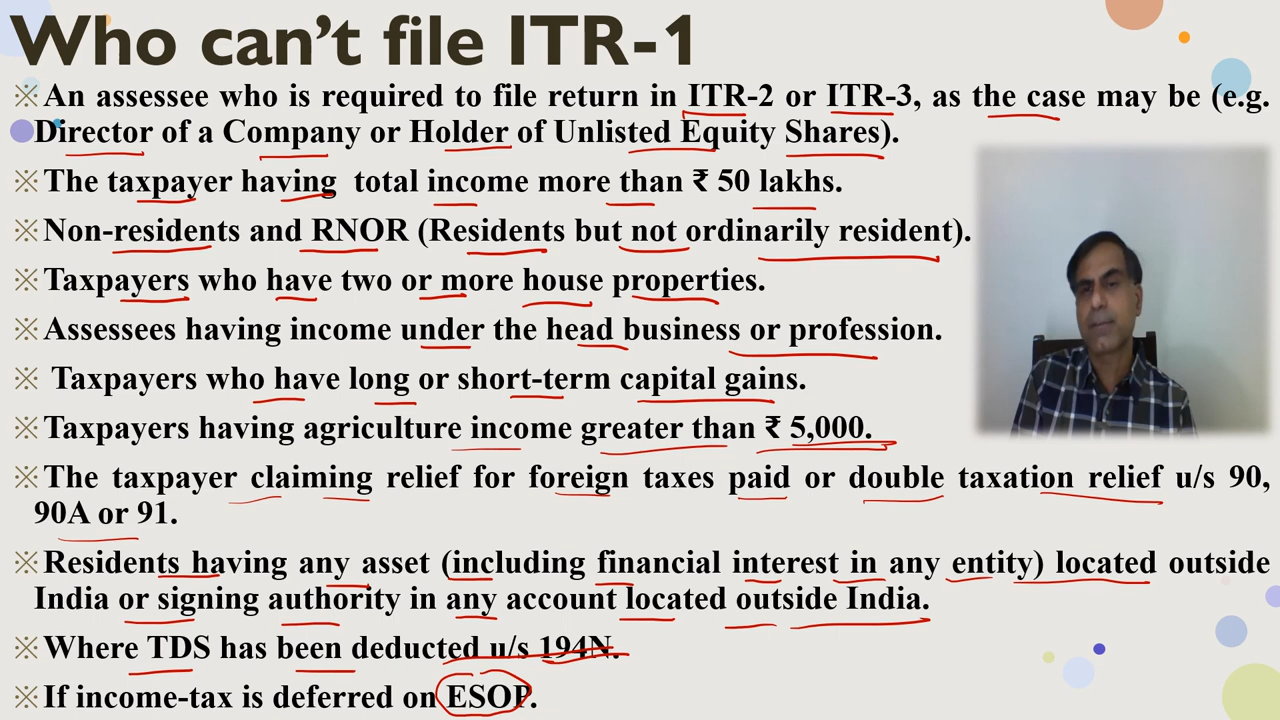 Who can't file ITR-1
※An assessee who is required to file return in ITR-2 or ITR-3, as the case may be (e.g.
Director of a Company or Holder of Unlisted Equity Shares).
※The taxpayer having total income more than ₹ 50 lakhs.
※Non-residents and RNOR (Residents but not ordinarily resident).
※Taxpayers who have two or more house properties.
※Assessees having income under the head business or profession.
※ Taxpayers who have long or short-term capital gains.
※Taxpayers having agriculture income greater than ₹ 5,000.
※The taxpayer claiming relief for foreign taxes paid or double taxation relief u/s 90,
90A or 91.
※Residents having any asset (including financial interest in any entity) located outside
India or signing authority in any account located outside India.
※Where TDS has been deducted u/s 194N.
※If income-tax is deferred on ESOP.